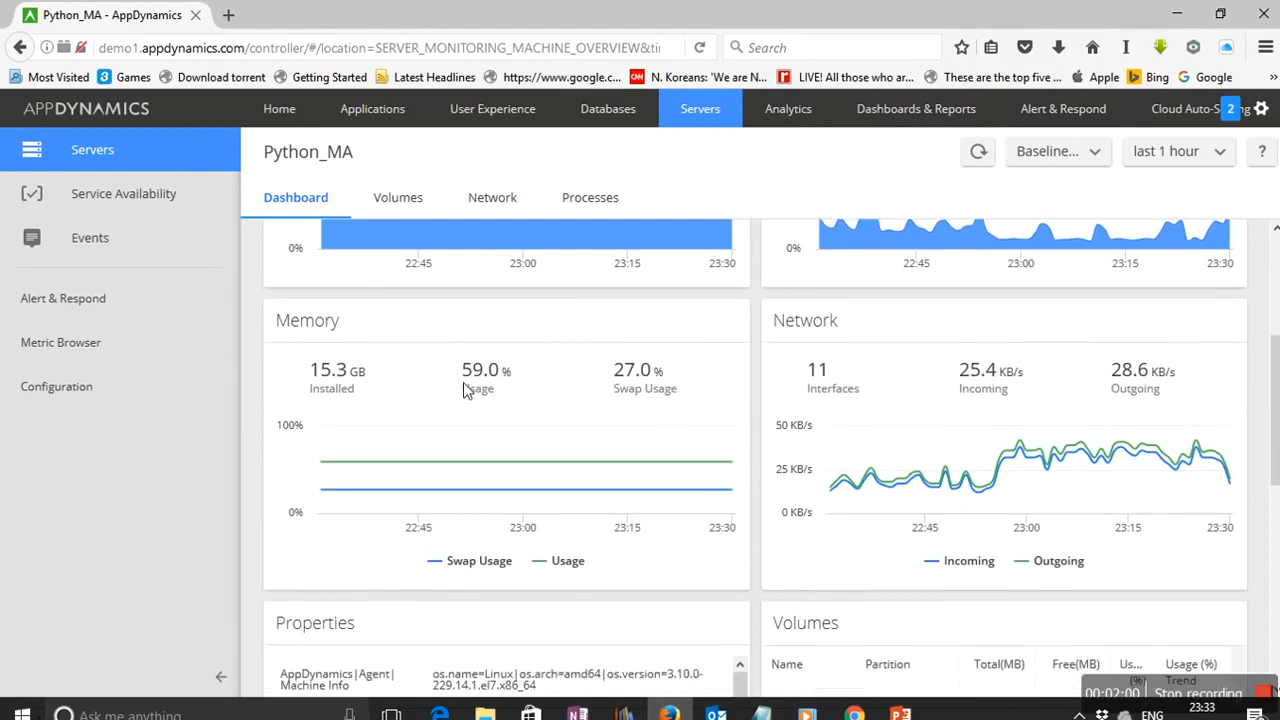 Python_MA - AppDynamics
demo1.appdynamics.com/controller/#/location=SERVER_MONITORING_MACHINE_OVERVIEW&ti
Search
Most Visited Games Download torrent Getting Started Latest Headlines https://www.google.c... N. Koreans: 'We are N... LIVE! All those who ar... These are the top five ... Apple Bing Google
APPDYNAMICS Home Applications User Experience Databases Servers Analytics Dashboards & Reports Alert & Respond Cloud Auto-S 2 g
Servers
Service Availability
Events
Alert & Respond
Metric Browser
Configuration
Python_MA
Baseline...
last 1 hour
?
Dashboard Volumes Network Processes
0%
22:45 23:00 23:15 23:30
0%
22:45 23:00 23:15 23:30
Memory
15.3 GB 59.0 % 27.0 %
Installed Usage Swap Usage
100%
0%
22:45 23:00 23:15 23:30
Swap Usage Usage
Network
11 25.4 KB/s 28.6 KB/s
Interfaces Incoming Outgoing
50 KB/s
25 KB/s
0 KB/s
22:45 23:00 23:15 23:30
Incoming Outgoing
Properties
AppDynamics|Agent| os.name=Linux|os.arch=amd64|os.version=3.10.0-
Machine Info 229.14.1.el7.x86_64
Volumes
Name Partition Total(MB) Free(MB) Us... Usage (%)
(%) Trend
00:02:00 Stop recording
Ask me anything
ENG
23:33